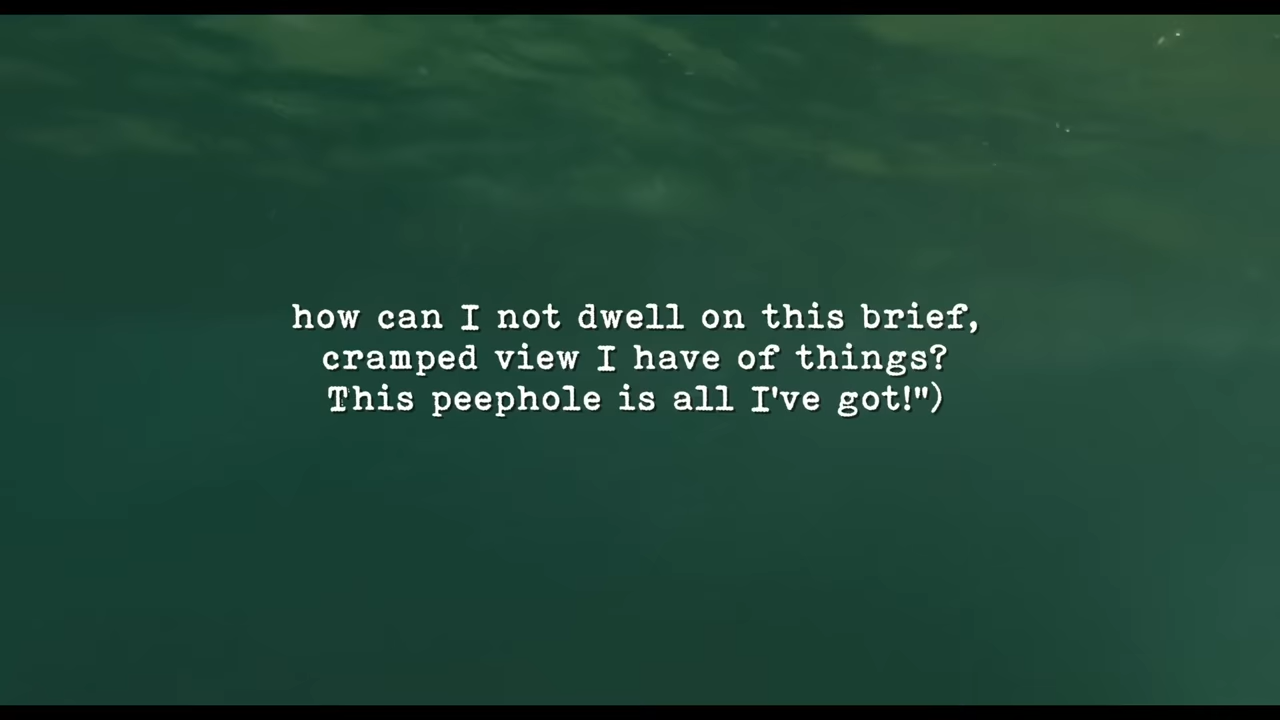 how can I not dwell on this brief,
cramped view I have of things?
This peephole is all I've got!")